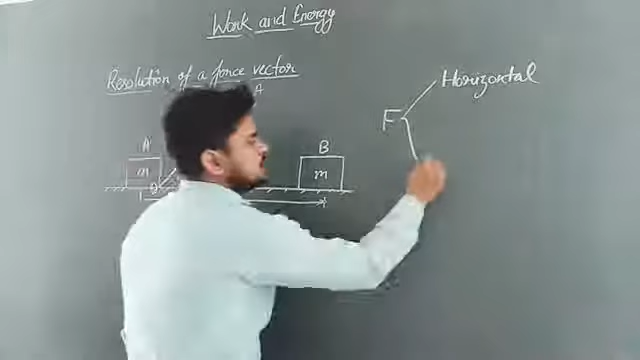 Work and Energy
Resolution of a force vector
A
A
B
m
m
θ
F
Horizontal